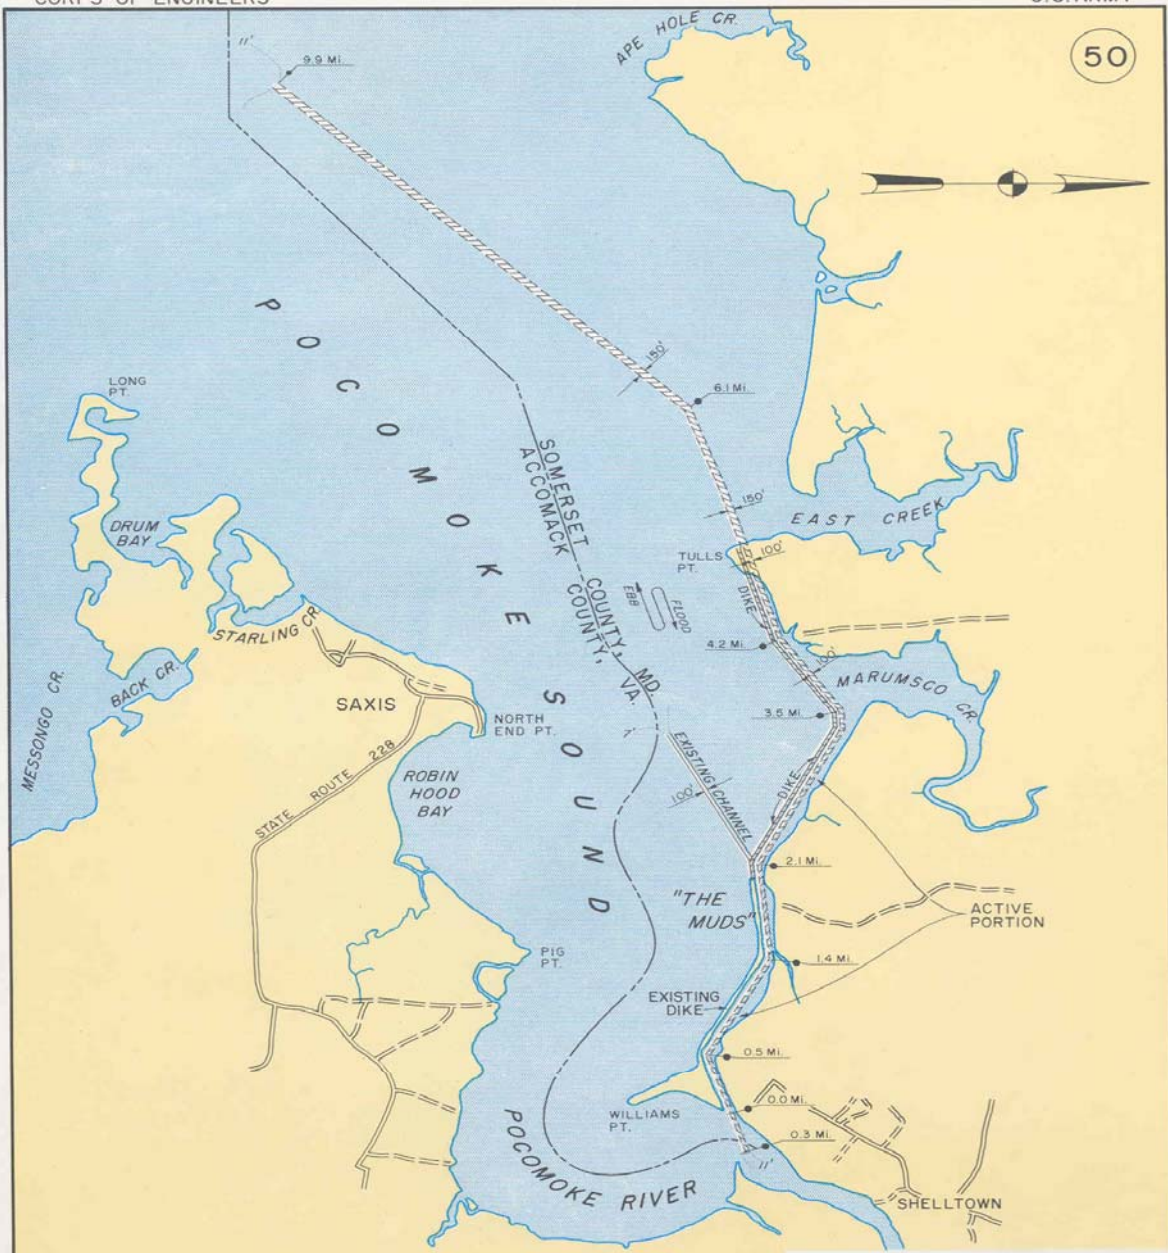 CORPS OF ENGINEERS
U.S. ARMY
APE HOLE CR.
50
11'
9.9 Mi.
POCOMOKE SOUND
150'
6.1 Mi.
LONG
PT.
SOMERSET COUNTY, MD.
ACCOMACK COUNTY, VA.
150'
EAST CREEK
DRUM
BAY
TULLS
PT.
100'
DIKE
EBB
FLOOD
STARLING CR.
4.2 Mi.
100'
MARUMSCO CR.
BACK CR.
MESSONGO CR.
SAXIS
NORTH
END PT.
3.5 Mi.
7'
EXISTING CHANNEL
100'
DIKE
STATE ROUTE 228
ROBIN
HOOD
BAY
2.1 Mi.
"THE
MUDS"
ACTIVE
PORTION
PIG
PT.
1.4 Mi.
EXISTING
DIKE
0.5 Mi.
WILLIAMS
PT.
0.0 Mi.
0.3 Mi.
11'
POCOMOKE RIVER
SHELLTOWN